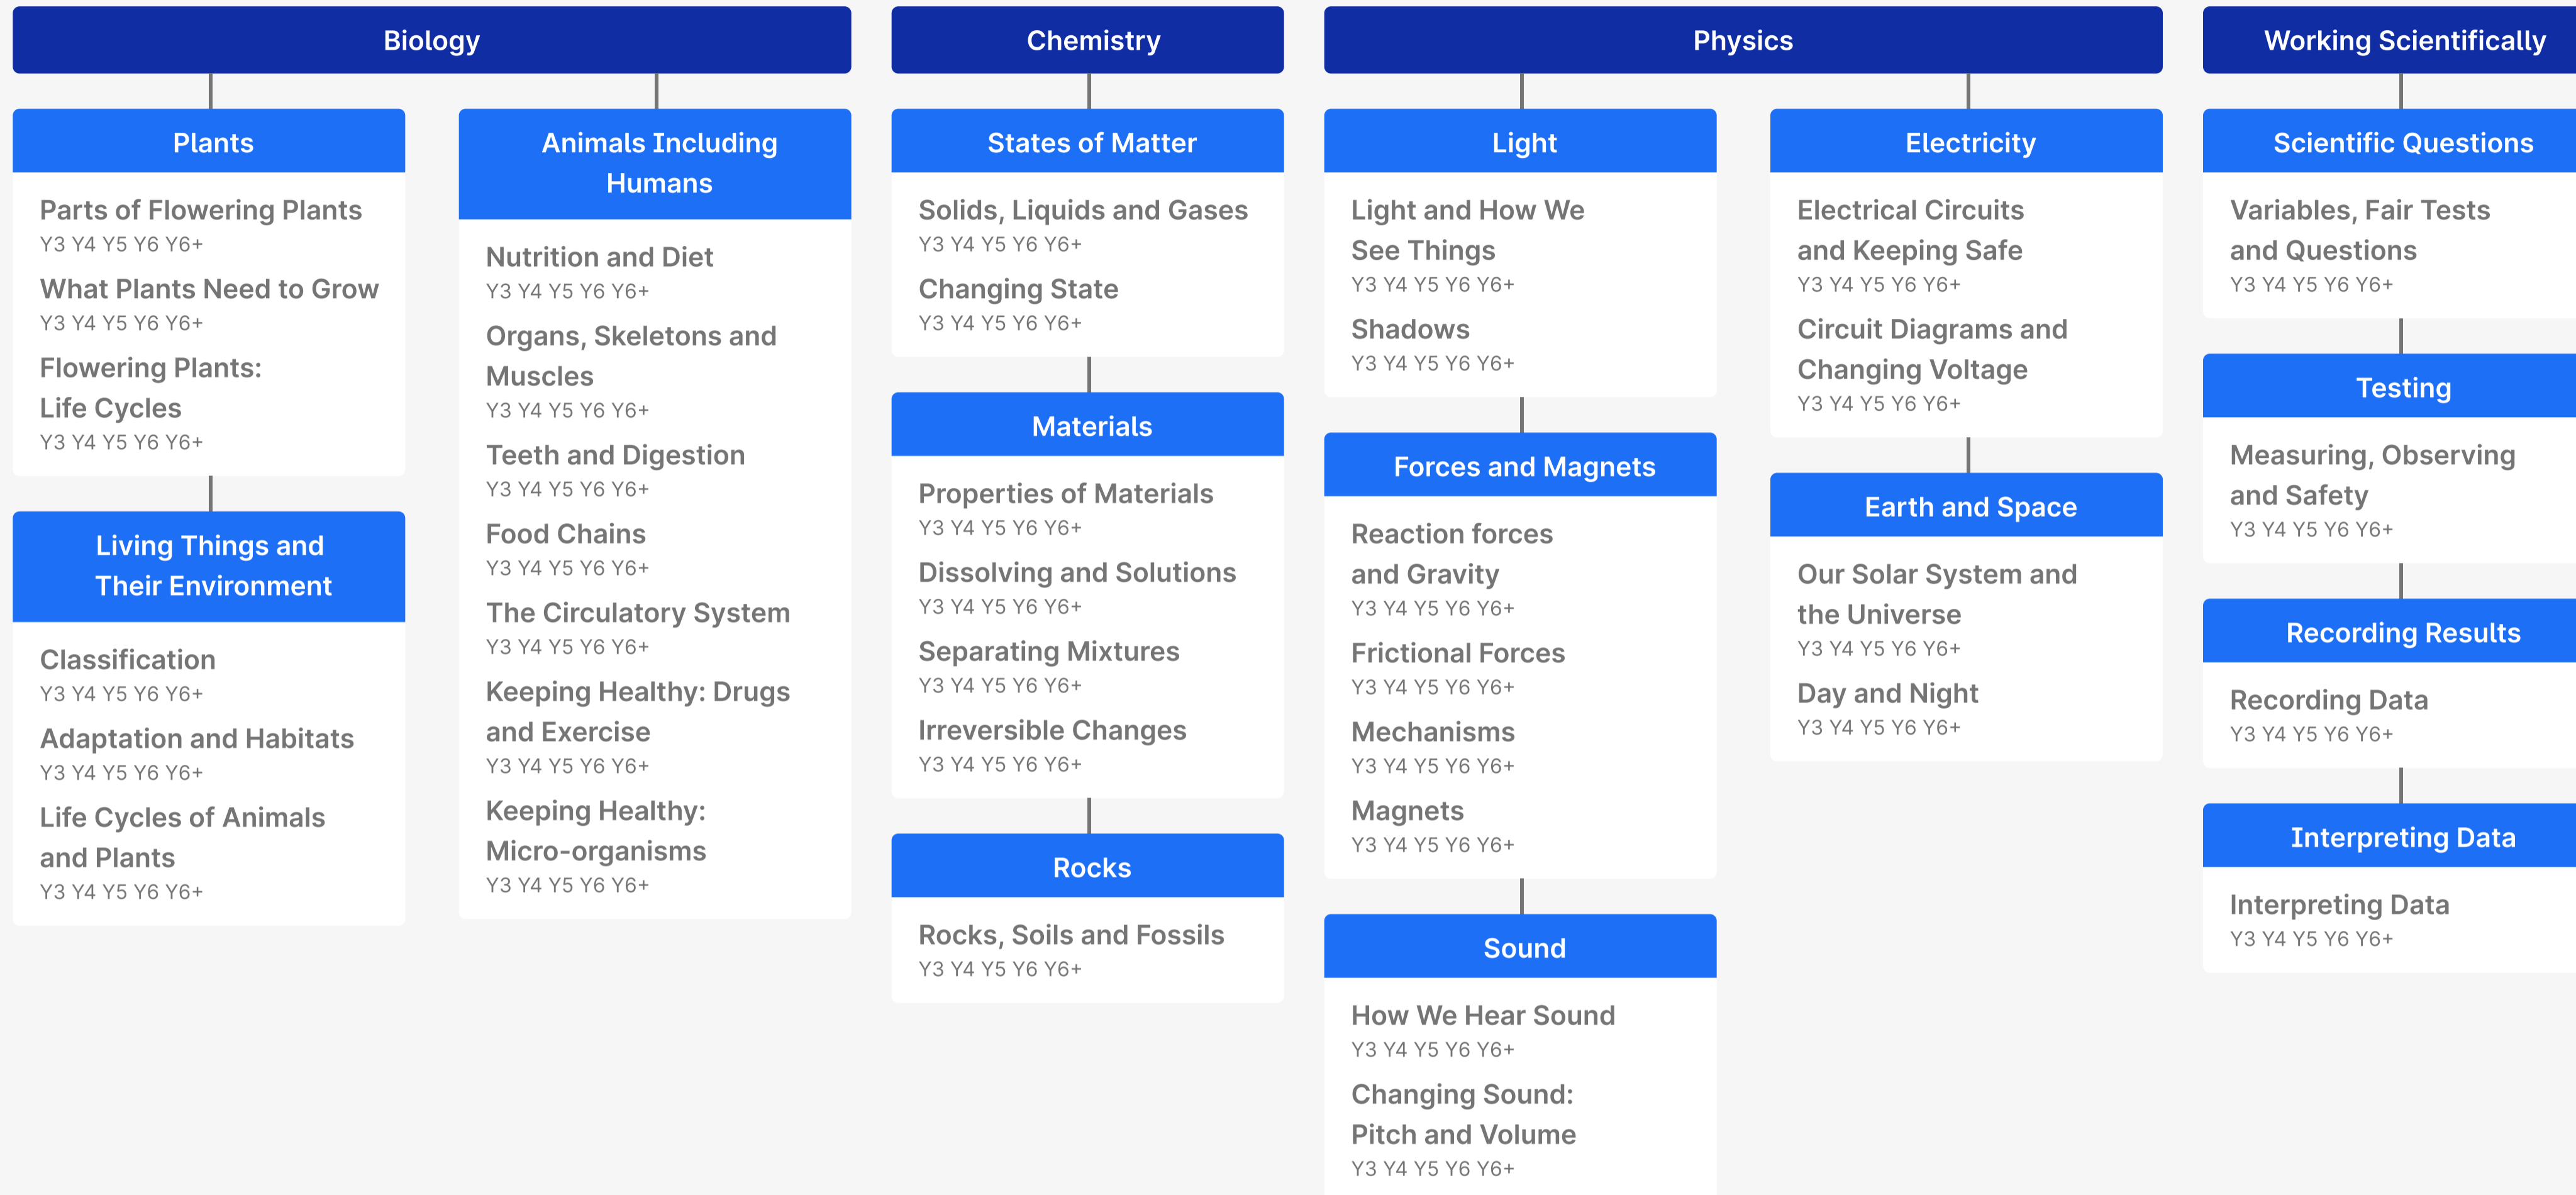 Biology
Plants
Parts of Flowering Plants
Y3 Y4 Y5 Y6 Y6+
What Plants Need to Grow
Y3 Y4 Y5 Y6 Y6+
Flowering Plants:
Life Cycles
Y3 Y4 Y5 Y6 Y6+
Living Things and
Their Environment
Classification
Y3 Y4 Y5 Y6 Y6+
Adaptation and Habitats
Y3 Y4 Y5 Y6 Y6+
Life Cycles of Animals
and Plants
Y3 Y4 Y5 Y6 Y6+
Animals Including
Humans
Nutrition and Diet
Y3 Y4 Y5 Y6 Y6+
Organs, Skeletons and
Muscles
Y3 Y4 Y5 Y6 Y6+
Teeth and Digestion
Y3 Y4 Y5 Y6 Y6+
Food Chains
Y3 Y4 Y5 Y6 Y6+
The Circulatory System
Y3 Y4 Y5 Y6 Y6+
Keeping Healthy: Drugs
and Exercise
Y3 Y4 Y5 Y6 Y6+
Keeping Healthy:
Micro-organisms
Y3 Y4 Y5 Y6 Y6+
Chemistry
States of Matter
Solids, Liquids and Gases
Y3 Y4 Y5 Y6 Y6+
Changing State
Y3 Y4 Y5 Y6 Y6+
Materials
Properties of Materials
Y3 Y4 Y5 Y6 Y6+
Dissolving and Solutions
Y3 Y4 Y5 Y6 Y6+
Separating Mixtures
Y3 Y4 Y5 Y6 Y6+
Irreversible Changes
Y3 Y4 Y5 Y6 Y6+
Rocks
Rocks, Soils and Fossils
Y3 Y4 Y5 Y6 Y6+
Physics
Light
Light and How We
See Things
Y3 Y4 Y5 Y6 Y6+
Shadows
Y3 Y4 Y5 Y6 Y6+
Forces and Magnets
Reaction forces
and Gravity
Y3 Y4 Y5 Y6 Y6+
Frictional Forces
Y3 Y4 Y5 Y6 Y6+
Mechanisms
Y3 Y4 Y5 Y6 Y6+
Magnets
Y3 Y4 Y5 Y6 Y6+
Sound
How We Hear Sound
Y3 Y4 Y5 Y6 Y6+
Changing Sound:
Pitch and Volume
Y3 Y4 Y5 Y6 Y6+
Electricity
Electrical Circuits
and Keeping Safe
Y3 Y4 Y5 Y6 Y6+
Circuit Diagrams and
Changing Voltage
Y3 Y4 Y5 Y6 Y6+
Earth and Space
Our Solar System and
the Universe
Y3 Y4 Y5 Y6 Y6+
Day and Night
Y3 Y4 Y5 Y6 Y6+
Working Scientifically
Scientific Questions
Variables, Fair Tests
and Questions
Y3 Y4 Y5 Y6 Y6+
Testing
Measuring, Observing
and Safety
Y3 Y4 Y5 Y6 Y6+
Recording Results
Recording Data
Y3 Y4 Y5 Y6 Y6+
Interpreting Data
Interpreting Data
Y3 Y4 Y5 Y6 Y6+